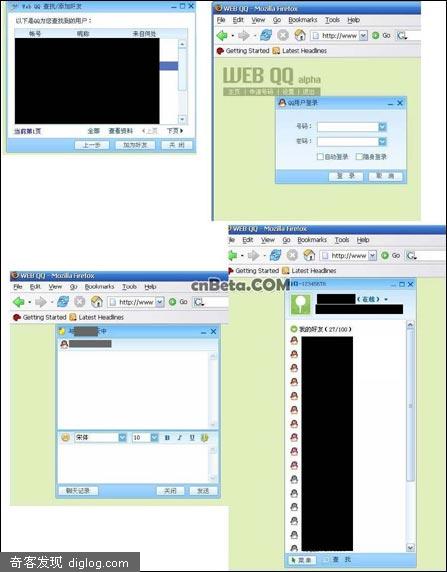 Web QQ 查找/添加好友
以下是QQ为您查找到的用户：
帐号 昵称 来自何处
当前第1页 全部 查看资料 上页 下页
上一步 加为好友 关 闭
WEB QQ - Mozilla Firefox
File Edit View Go Bookmarks Tools Help
http://www Go
Getting Started Latest Headlines
WEB QQ alpha
主页 | 申请号码 | 设置 | 退出
QQ用户登录
号码：
密码：
自动登录 隐身登录
登 录 取 消
WEB QQ - Mozilla Firefox
File Edit View Go Bookmarks Tools Help
http://www Go
Getting Started Latest Headlines
与 中
宋体 10 B I U
聊天记录 关闭 发送
WEB QQ - Mozilla Firefox
File Edit View Go Bookmarks Tools H
http://www Go
Getting Started Latest Headlines
cnBeta.COM
(在线)
我的好友(27/100)
菜单 查 找
奇客发现 diglog.com